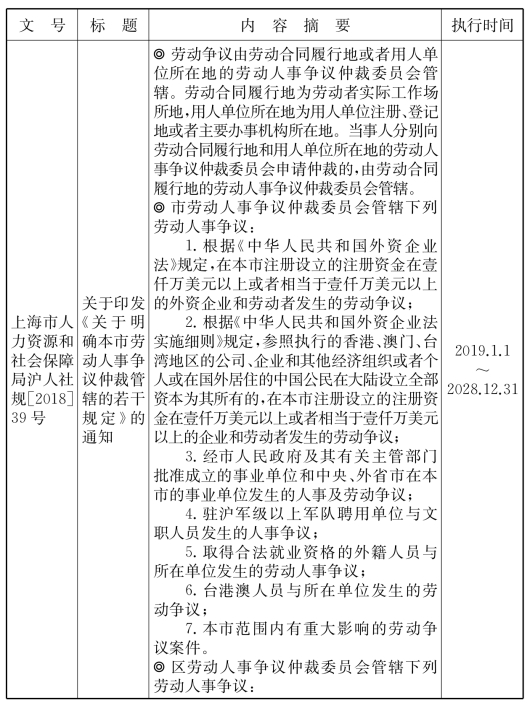 文 号 标 题 内 容 摘 要 执行时间
上海市人
力资源和
社会保障
局沪人社
规[2018]
39 号
关于印发
《关于明
确本市劳
动人事争
议仲裁管
辖的若干
规定》的
通知
◎ 劳动争议由劳动合同履行地或者用人单
位所在地的劳动人事争议仲裁委员会管
辖。劳动合同履行地为劳动者实际工作场
所地,用人单位所在地为用人单位注册、登记
地或者主要办事机构所在地。当事人分别向
劳动合同履行地和用人单位所在地的劳动人
事争议仲裁委员会申请仲裁的,由劳动合同
履行地的劳动人事争议仲裁委员会管辖。
◎ 市劳动人事争议仲裁委员会管辖下列
劳动人事争议:
1. 根据《中华人民共和国外资企业
法》规定,在本市注册设立的注册资金在壹
仟万美元以上或者相当于壹仟万美元以上
的外资企业和劳动者发生的劳动争议;
2. 根据《中华人民共和国外资企业法
实施细则》规定,参照执行的香港、澳门、台
湾地区的公司、企业和其他经济组织或者个
人或在国外居住的中国公民在大陆设立全部
资本为其所有的,在本市注册设立的注册资
金在壹仟万美元以上或者相当于壹仟万美元
以上的企业和劳动者发生的劳动争议;
3. 经市人民政府及其有关主管部门
批准成立的事业单位和中央、外省市在本
市的事业单位发生的人事及劳动争议;
4. 驻沪军级以上军队聘用单位与文
职人员发生的人事争议;
5. 取得合法就业资格的外籍人员与
所在单位发生的劳动人事争议;
6. 台港澳人员与所在单位发生的劳
动争议;
7. 本市范围内有重大影响的劳动争
议案件。
◎ 区劳动人事争议仲裁委员会管辖下列
劳动人事争议:
2019.1.1
~
2028.12.31